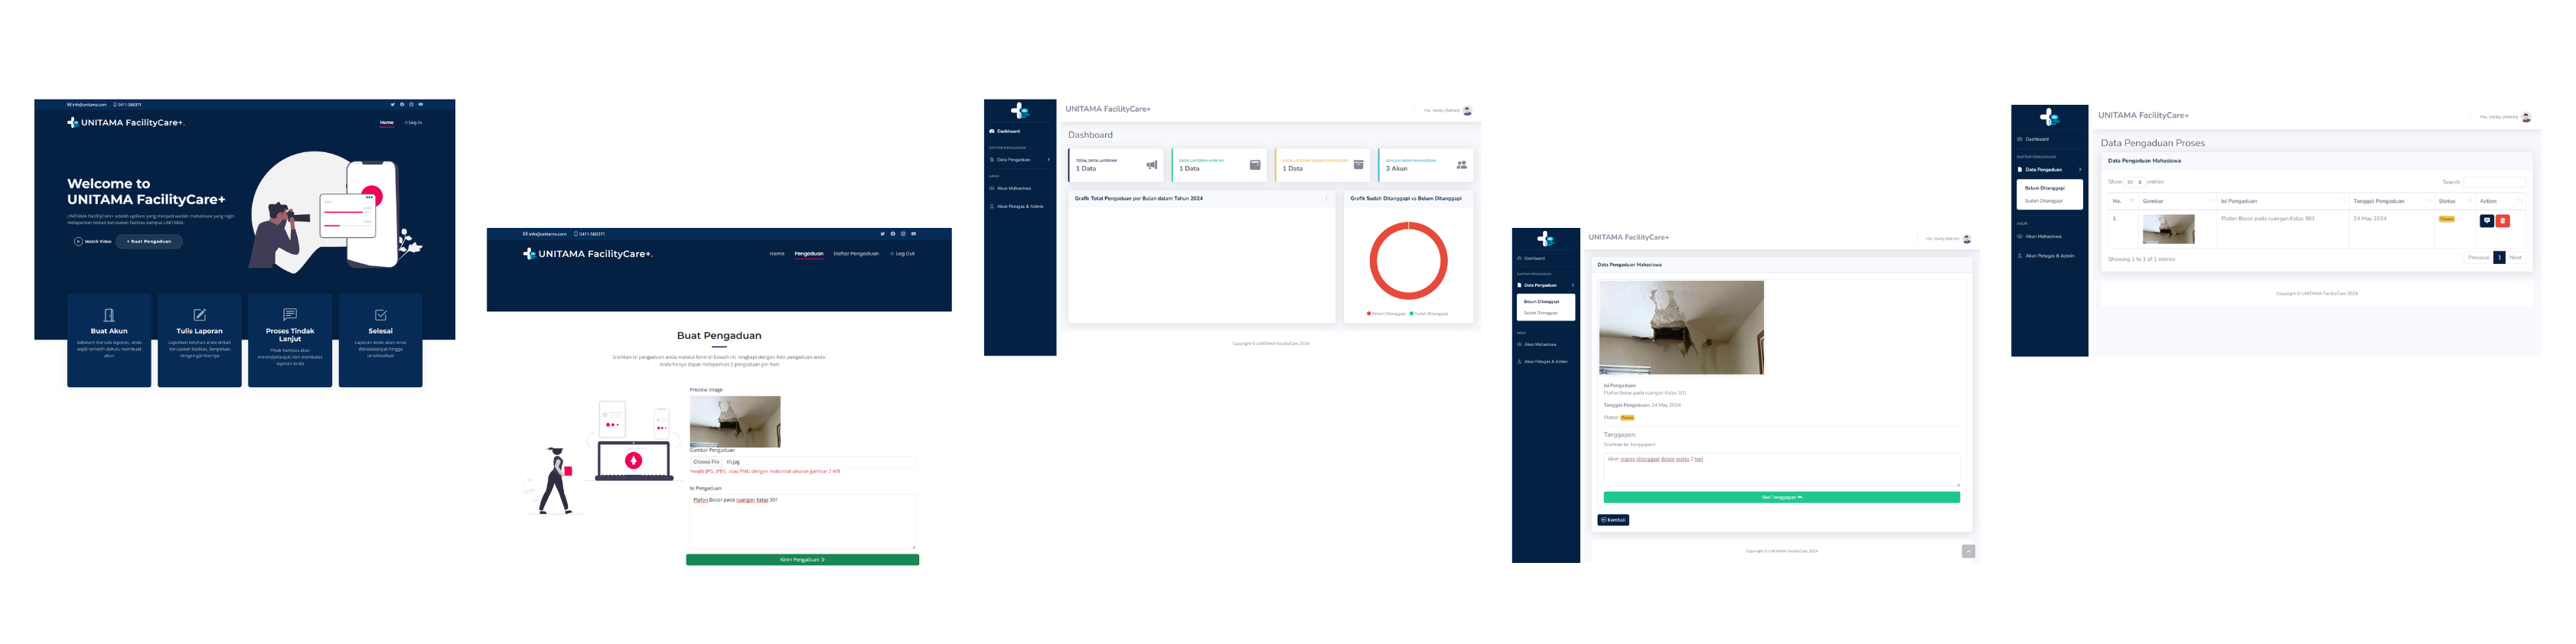 info@unitama.com 0411-588371
UNITAMA FacilityCare+.
Home Log In
Welcome to
UNITAMA FacilityCare+
UNITAMA FacilityCare+ adalah aplikasi yang menjadi wadah mahasiswa yang ingin
melaporkan terkait kerusakan fasilitas kampus UNITAMA.
Watch Video
+ Buat Pengaduan
Buat Akun
Sebelum menulis laporan, anda
wajib terlebih dahulu membuat
akun
Tulis Laporan
Laporkan keluhan anda terkait
kerusakan fasilitas, lampirkan
dengan gambarnya
Proses Tindak
Lanjut
Pihak kampus akan
menindaklanjuti dan membalas
laporan Anda
Selesai
Laporan Anda akan terus
ditindaklanjuti hingga
terselesaikan
info@unitama.com 0411-588371
UNITAMA FacilityCare+.
Home Pengaduan Daftar Pengaduan Log Out
Buat Pengaduan
Silahkan isi pengaduan anda melalui form di bawah ini, lengkapi dengan foto pengaduan anda
Anda hanya dapat melaporkan 2 pengaduan per hari
Preview Image
Gambar Pengaduan
Choose File th.jpg
*wajib JPG, JPEG, atau PNG dengan maksimal ukuran gambar 2 MB
Isi Pengaduan
Plafon Bocor pada ruangan Kelas 301
Kirim Pengaduan
UNITAMA FacilityCare+
Dashboard
DAFTAR PENGADUAN
Data Pengaduan
AKUN
Akun Mahasiswa
Akun Petugas & Admin
Dashboard
TOTAL DATA LAPORAN
1 Data
DATA LAPORAN HARI INI
1 Data
DATA LAPORAN BELUM DITANGGAPI
1 Data
JUMLAH AKUN MAHASISWA
3 Akun
Grafik Total Pengaduan per Bulan dalam Tahun 2024
Grafik Sudah Ditanggapi vs Belum Ditanggapi
Belum Ditanggapi Sudah Ditanggapi
Copyright © UNITAMA FacilityCare 2024
UNITAMA FacilityCare+
Dashboard
DAFTAR PENGADUAN
Data Pengaduan
Belum Ditanggapi
Sudah Ditanggapi
AKUN
Akun Mahasiswa
Akun Petugas & Admin
Data Pengaduan Mahasiswa
Isi Pengaduan
Plafon Bocor pada ruangan Kelas 301
Tanggal Pengaduan: 24 May 2024
Status: Proses
Tanggapan:
Silahkan Isi Tanggapan!
Akan segera ditanggapi dalam waktu 2 hari
Beri Tanggapan
Kembali
Copyright © UNITAMA FacilityCare 2024
UNITAMA FacilityCare+
Dashboard
DAFTAR PENGADUAN
Data Pengaduan
Belum Ditanggapi
Sudah Ditanggapi
AKUN
Akun Mahasiswa
Akun Petugas & Admin
Data Pengaduan Proses
Data Pengaduan Mahasiswa
Show 10 entries
Search:
No. Gambar Isi Pengaduan Tanggal Pengaduan Status Action
1 Plafon Bocor pada ruangan Kelas 301 24 May 2024 Proses
Showing 1 to 1 of 1 entries
Previous 1 Next
Copyright © UNITAMA FacilityCare 2024